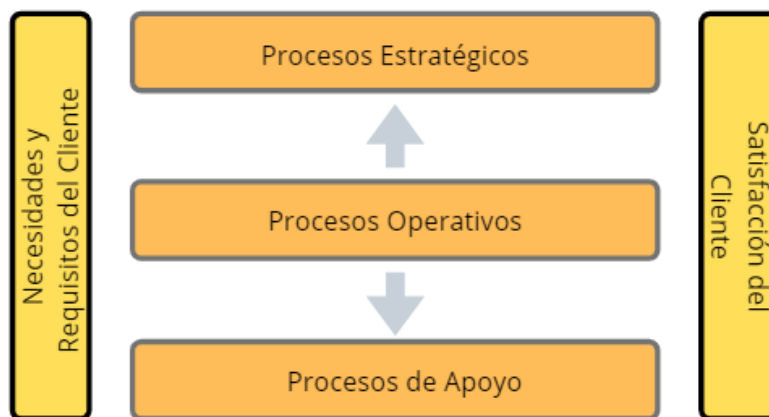 Necesidades y
Requisitos del Cliente
Procesos Estratégicos
Procesos Operativos
Procesos de Apoyo
Satisfacción del
Cliente